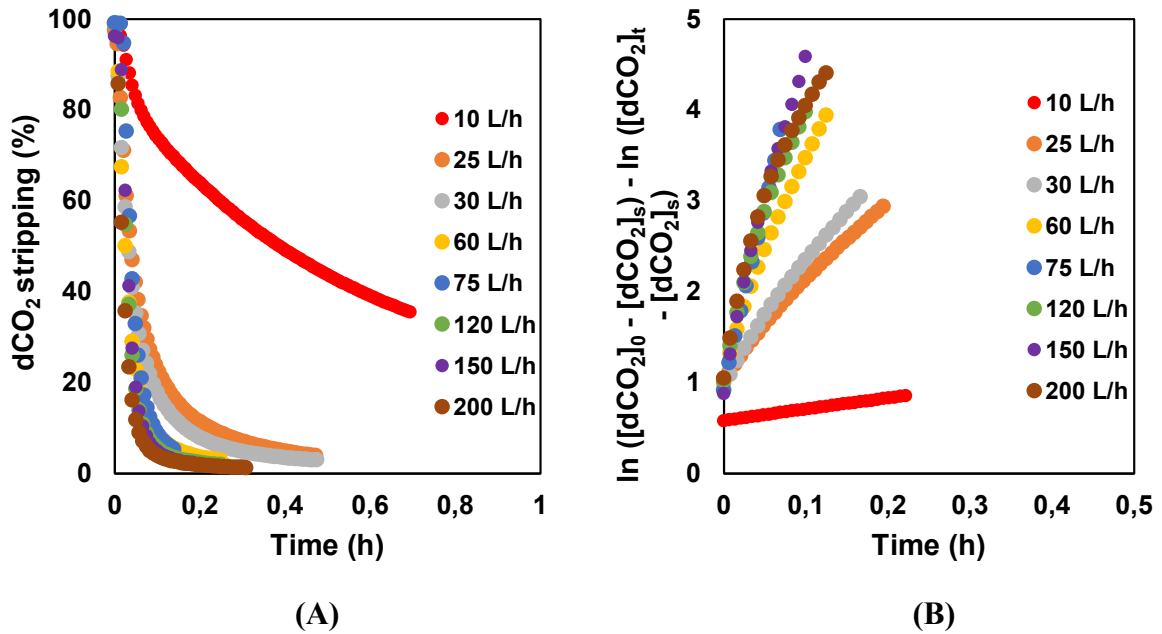 dCO₂ stripping (%)
100
80
60
40
20
0
0
0,2
0,4
0,6
0,8
1
Time (h)
10 L/h
25 L/h
30 L/h
60 L/h
75 L/h
120 L/h
150 L/h
200 L/h
(A)
ln ([dCO₂]₀ - [dCO₂]ₛ) - ln ([dCO₂]ₜ
- [dCO₂]ₛ)
5
4
3
2
1
0
0
0,1
0,2
0,3
0,4
0,5
Time (h)
10 L/h
25 L/h
30 L/h
60 L/h
75 L/h
120 L/h
150 L/h
200 L/h
(B)